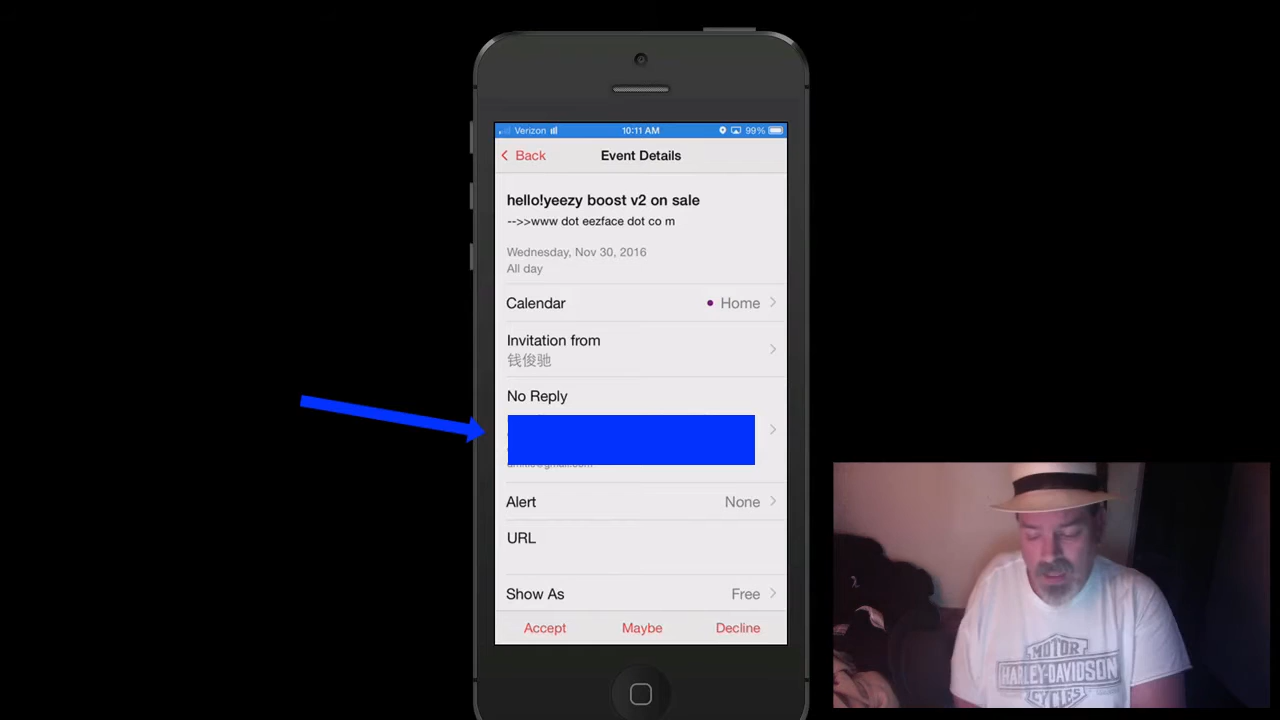 Verizon
10:11 AM
99%
Back
Event Details
hello!yeezy boost v2 on sale
-->>www dot eezface dot co m
Wednesday, Nov 30, 2016
All day
Calendar
Home
Invitation from
钱俊驰
No Reply
Alert
None
URL
Show As
Free
Accept
Maybe
Decline
MOTOR
HARLEY-DAVIDSON
CYCLES